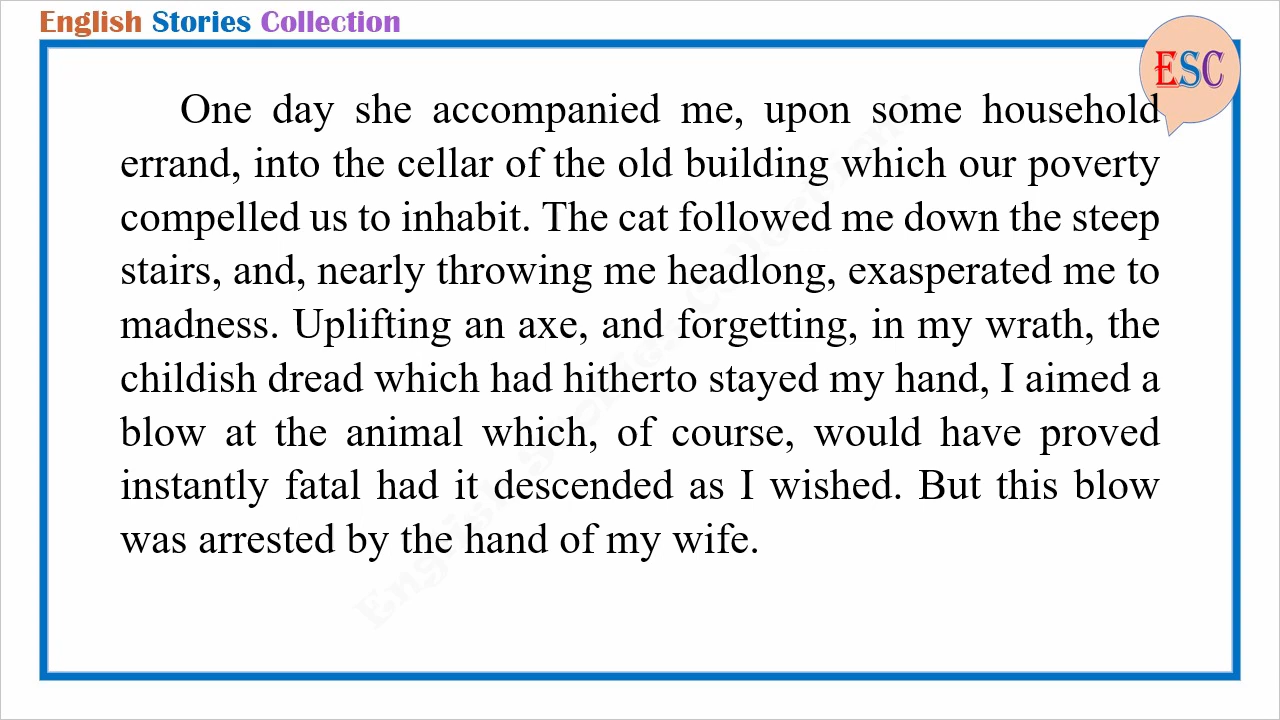 English Stories Collection
ESC
One day she accompanied me, upon some household
errand, into the cellar of the old building which our poverty
compelled us to inhabit. The cat followed me down the steep
stairs, and, nearly throwing me headlong, exasperated me to
madness. Uplifting an axe, and forgetting, in my wrath, the
childish dread which had hitherto stayed my hand, I aimed a
blow at the animal which, of course, would have proved
instantly fatal had it descended as I wished. But this blow
was arrested by the hand of my wife.